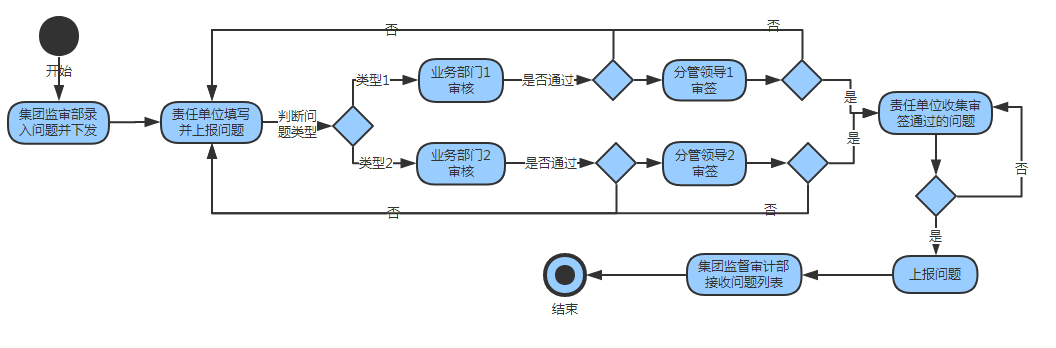 开始
集团监审部录
入问题并下发
责任单位填写
并上报问题
判断问
题类型
类型1
业务部门1
审核
是否通过
分管领导1
审签
否
否
是
类型2
业务部门2
审核
是否通过
分管领导2
审签
否
否
是
责任单位收集审
签通过的问题
否
是
上报问题
集团监督审计部
接收问题列表
结束